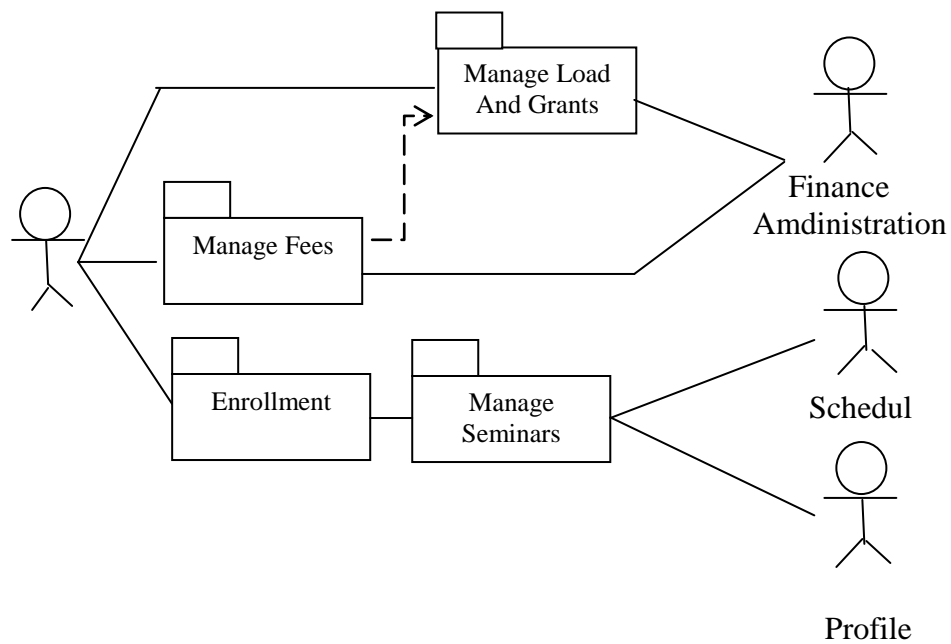 Manage Load
And Grants
Finance
Amdinistration
Manage Fees
Enrollment
Manage
Seminars
Schedul
Profile